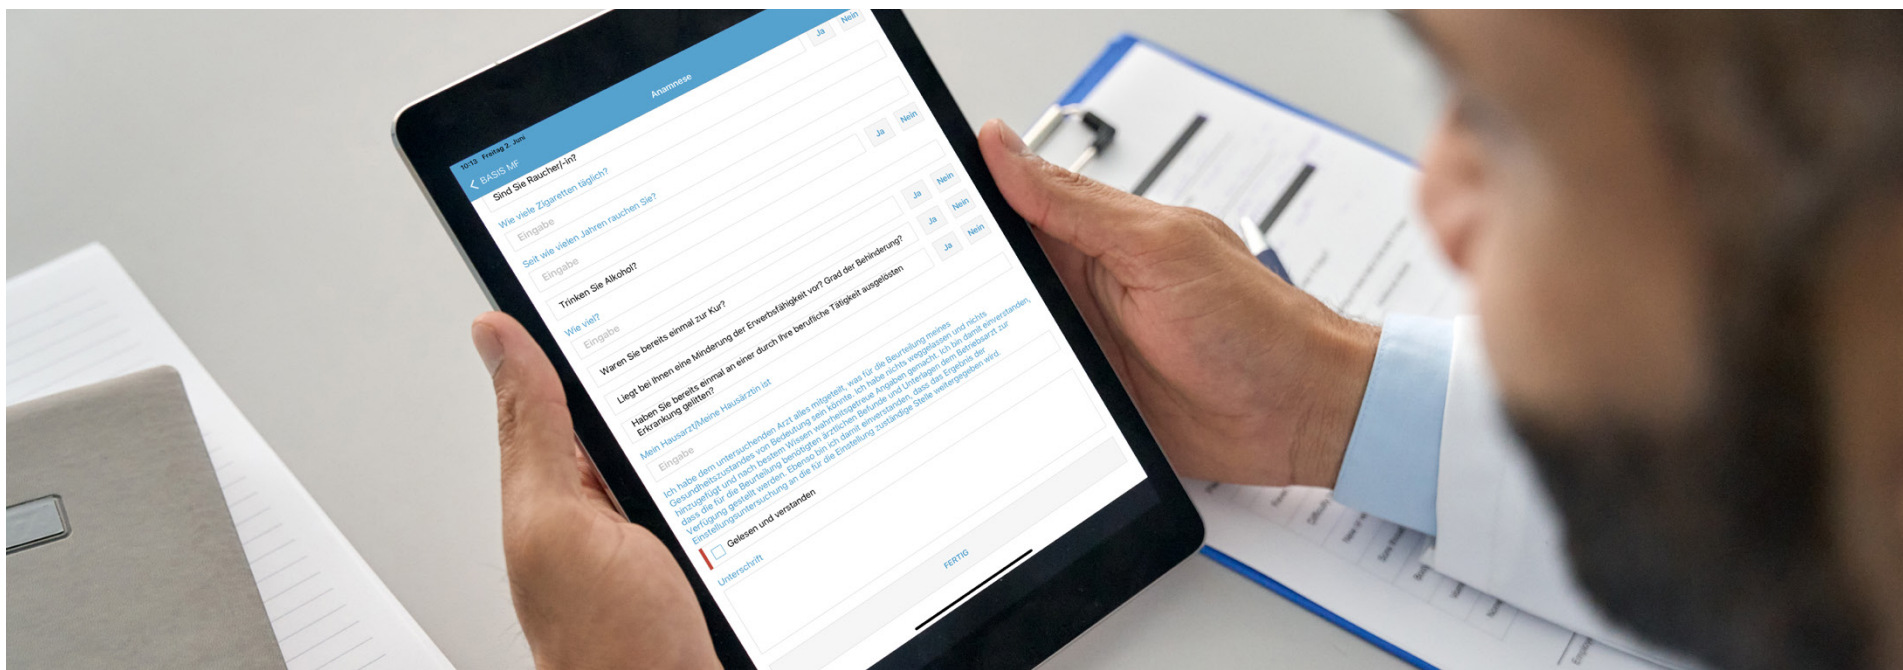 10:13 Freitag 2. Juni
< BASIS MF
Anamnese
Ja Nein
Sind Sie Raucher/-in?
Wie viele Zigaretten täglich?
Eingabe
Seit wie vielen Jahren rauchen Sie?
Eingabe
Trinken Sie Alkohol? Ja Nein
Wie viel?
Eingabe
Waren Sie bereits einmal zur Kur? Ja Nein
Liegt bei Ihnen eine Minderung der Erwerbsfähigkeit vor? Grad der Behinderung? Ja Nein
Haben Sie bereits einmal an einer durch Ihre berufliche Tätigkeit ausgelösten Ja Nein
Erkrankung gelitten?
Mein Hausarzt/Meine Hausärztin ist
Eingabe
Ich habe dem untersuchenden Arzt alles mitgeteilt, was für die Beurteilung meines
Gesundheitszustandes von Bedeutung sein könnte. Ich habe nichts weggelassen und nichts
hinzugefügt und nach bestem Wissen wahrheitsgetreue Angaben gemacht. Ich bin damit einverstanden,
dass die für die Beurteilung benötigten ärztlichen Befunde und Unterlagen dem Betriebsarzt zur
Verfügung gestellt werden. Ebenso bin ich damit einverstanden, dass das Ergebnis der
Einstellungsuntersuchung an die für die Einstellung zuständige Stelle weitergegeben wird.
Gelesen und verstanden
Unterschrift
FERTIG